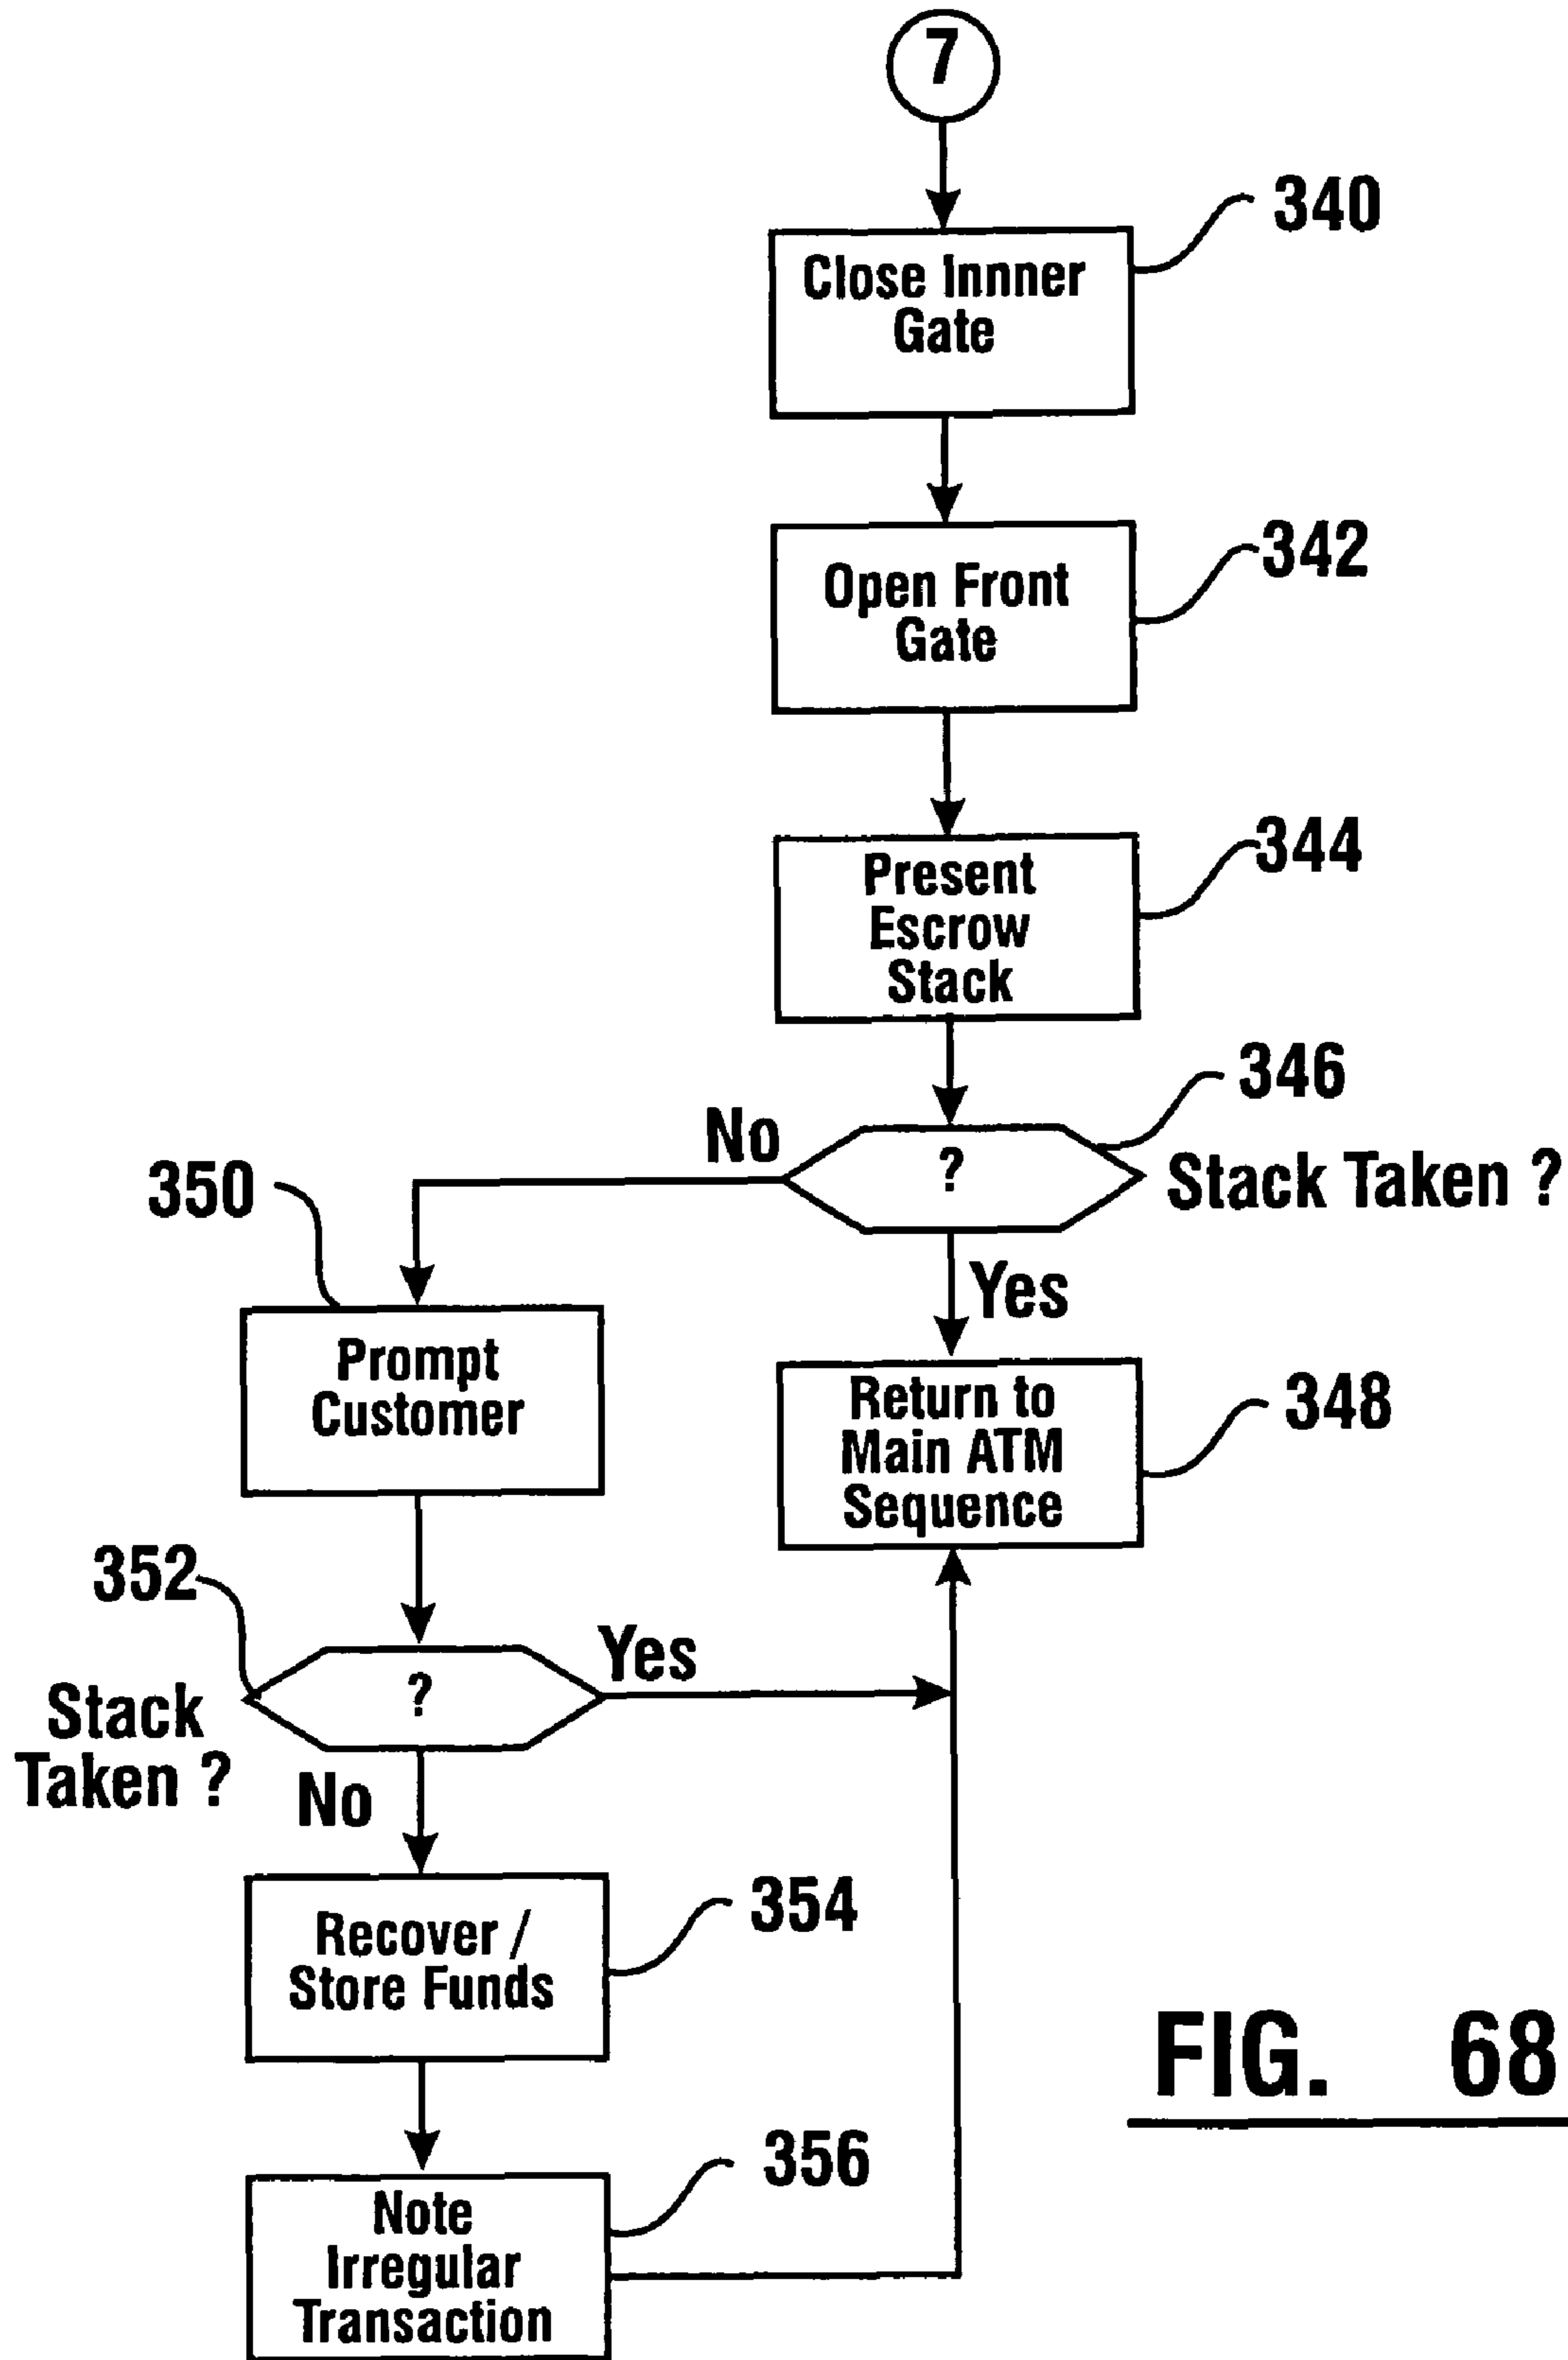 7
340
Close Innner
Gate
342
Open Front
Gate
344
Present
Escrow
Stack
346
No
?
Stack Taken ?
350
Yes
Prompt
Customer
Return to
Main ATM
Sequence
348
352
Yes
?
Stack
Taken ?
No
Recover /
Store Funds
354
FIG. 68
356
Note
Irregular
Transaction